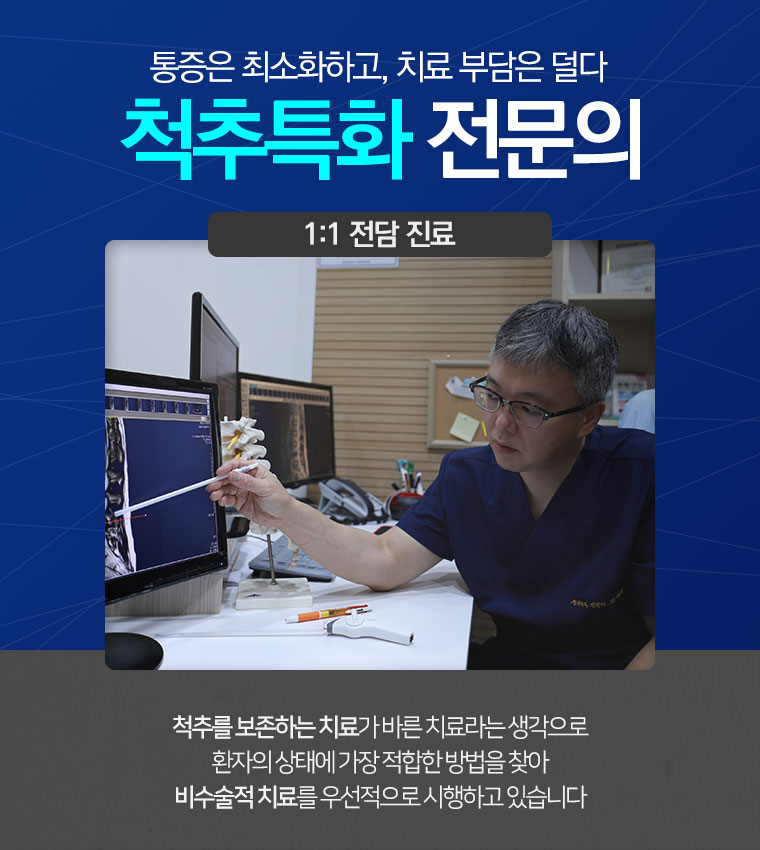 통증은 최소화하고, 치료 부담은 덜다
척추특화 전문의
1:1 전담 진료
척추를 보존하는 치료가 바른 치료라는 생각으로
환자의 상태에 가장 적합한 방법을 찾아
비수술적 치료를 우선적으로 시행하고 있습니다